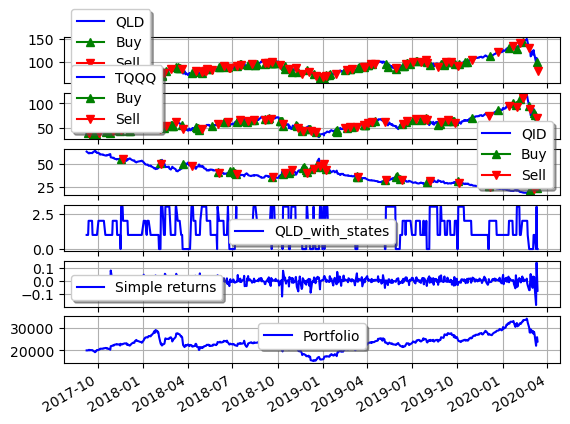 QLD
Buy
Sell
150
100
TQQQ
Buy
Sell
100
50
QID
Buy
Sell
50
25
2.5
0.0
QLD_with_states
0.1
0.0
−0.1
Simple returns
30000
20000
Portfolio
2017-10
2018-01
2018-04
2018-07
2018-10
2019-01
2019-04
2019-07
2019-10
2020-01
2020-04